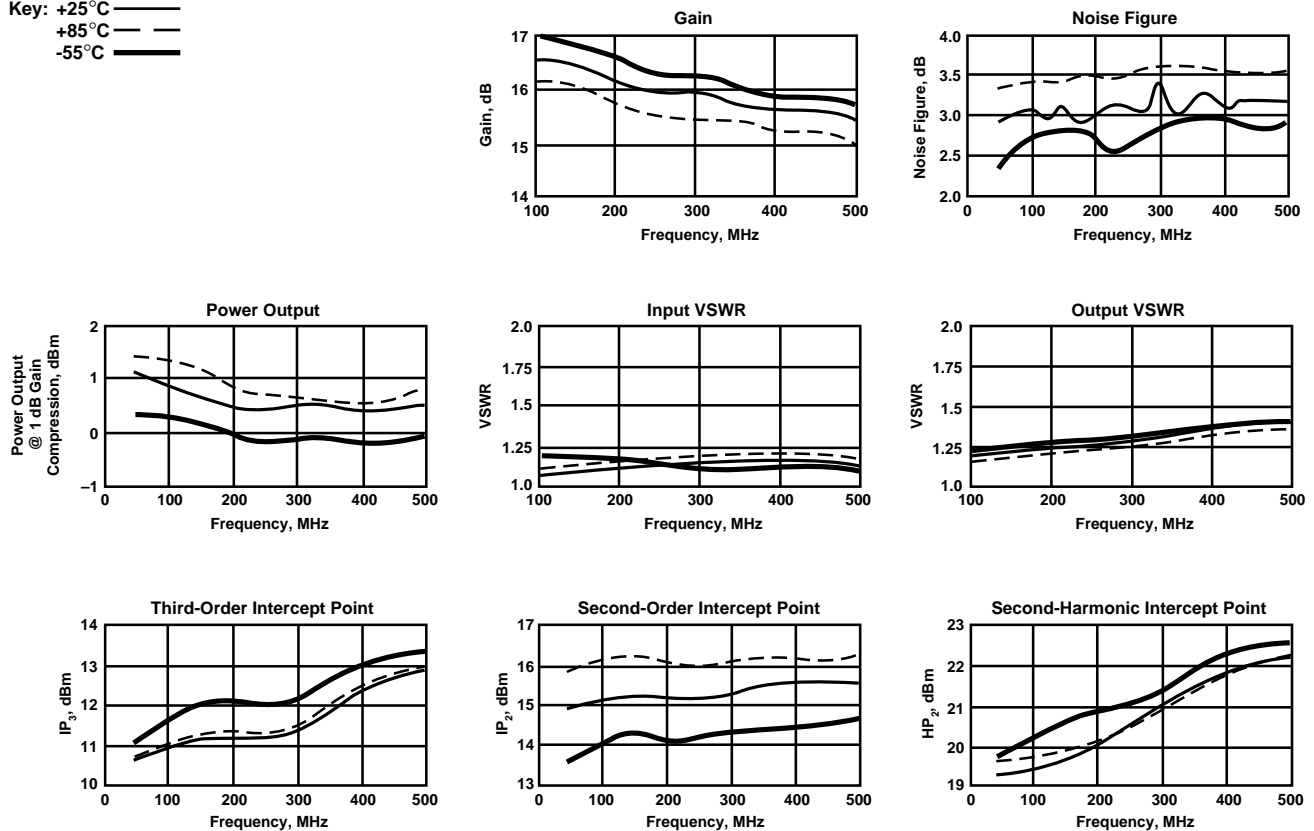 Key: +25°C
+85°C
-55°C
Gain
17
16
15
14
Gain, dB
100 200 300 400 500
Frequency, MHz
Noise Figure
4.0
3.5
3.0
2.5
2.0
Noise Figure, dB
0 100 200 300 400 500
Frequency, MHz
Power Output
2
1
0
–1
Power Output
@ 1 dB Gain
Compression, dBm
0 100 200 300 400 500
Frequency, MHz
Input VSWR
2.0
1.75
1.5
1.25
1.0
VSWR
100 200 300 400 500
Frequency, MHz
Output VSWR
2.0
1.75
1.5
1.25
1.0
VSWR
100 200 300 400 500
Frequency, MHz
Third-Order Intercept Point
14
13
12
11
10
IP3, dBm
0 100 200 300 400 500
Frequency, MHz
Second-Order Intercept Point
17
16
15
14
13
IP2, dBm
0 100 200 300 400 500
Frequency, MHz
Second-Harmonic Intercept Point
23
22
21
20
19
HP2, dBm
0 100 200 300 400 500
Frequency, MHz